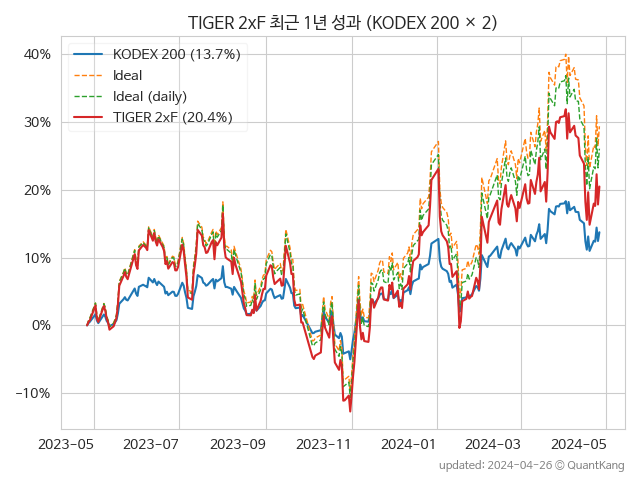 TIGER 2xF 최근 1년 성과 (KODEX 200 × 2)
KODEX 200 (13.7%)
Ideal
Ideal (daily)
TIGER 2xF (20.4%)
40%
30%
20%
10%
0%
−10%
2023-05 2023-07 2023-09 2023-11 2024-01 2024-03 2024-05
updated: 2024-04-26 © QuantKang